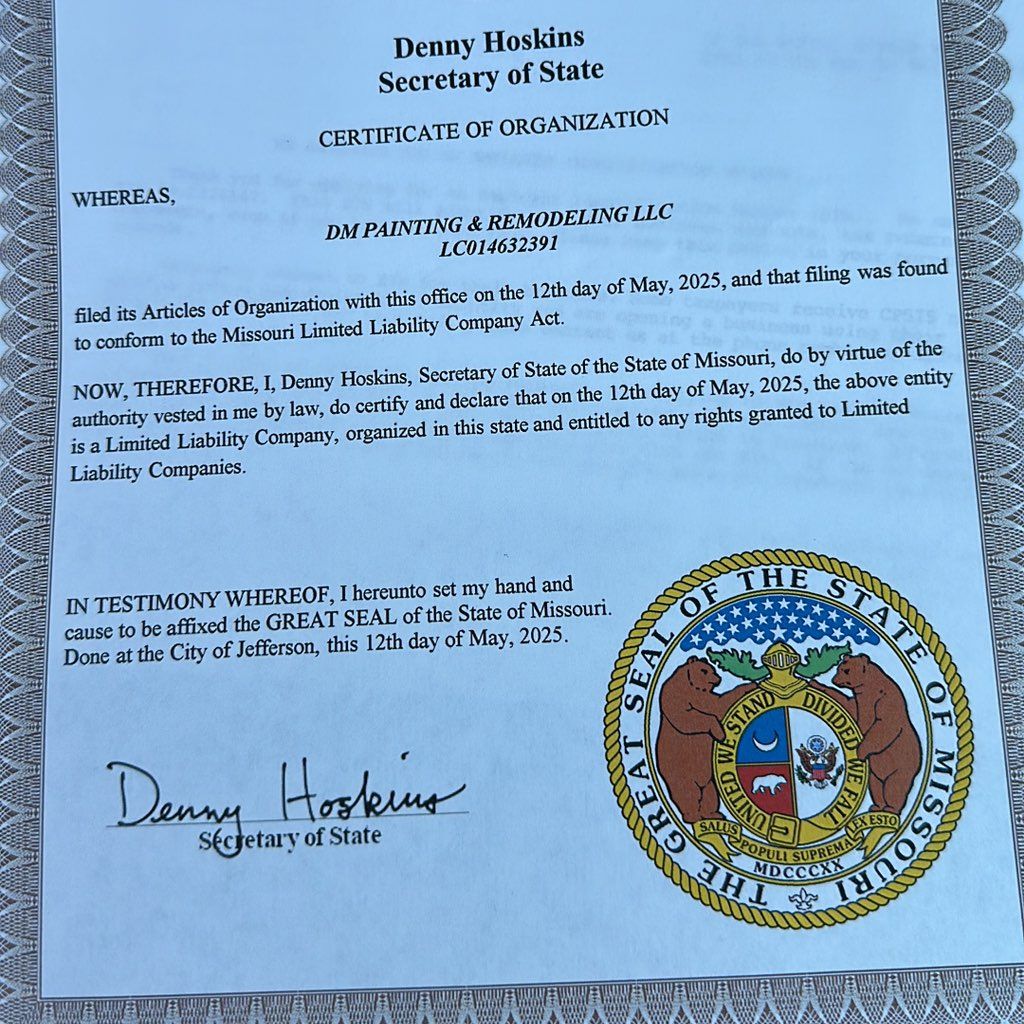 Denny Hoskins
Secretary of State
CERTIFICATE OF ORGANIZATION
WHEREAS,
DM PAINTING & REMODELING LLC
LC014632391
filed its Articles of Organization with this office on the 12th day of May, 2025, and that filing was found
to conform to the Missouri Limited Liability Company Act.
NOW, THEREFORE, I, Denny Hoskins, Secretary of State of the State of Missouri, do by virtue of the
authority vested in me by law, do certify and declare that on the 12th day of May, 2025, the above entity
is a Limited Liability Company, organized in this state and entitled to any rights granted to Limited
Liability Companies.
IN TESTIMONY WHEREOF, I hereunto set my hand and
cause to be affixed the GREAT SEAL of the State of Missouri.
Done at the City of Jefferson, this 12th day of May, 2025.
Denny Hoskins
Secretary of State
THE GREAT SEAL OF THE STATE OF MISSOURI
UNITED WE STAND DIVIDED WE FALL
SALUS POPULI SUPREMA LEX ESTO
MDCCCXX